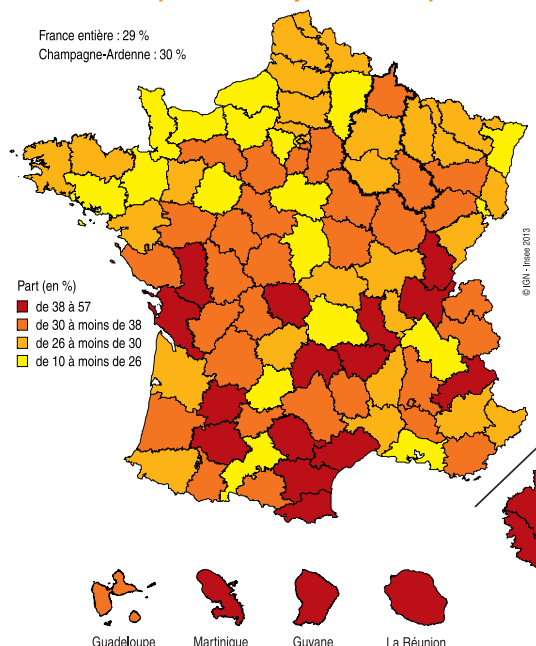 France entière : 29 %
Champagne-Ardenne : 30 %
© IGN - Insee 2013
Part (en %)
de 38 à 57
de 30 à moins de 38
de 26 à moins de 30
de 10 à moins de 26
Guadeloupe Martinique Guyane La Réunion